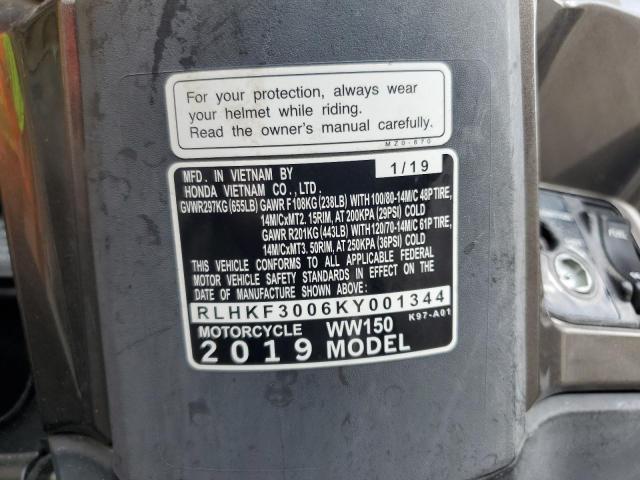 For your protection, always wear
your helmet while riding.
Read the owner's manual carefully.
MZ0-670
MFD. IN VIETNAM BY 1/19
HONDA VIETNAM CO., LTD.
GVWR297KG (655LB) GAWR F108KG (238LB) WITH 100/80-14M/C 48P TIRE,
14M/CxMT2. 15RIM, AT 200KPA (29PSI) COLD
GAWR R201KG (443LB) WITH 120/70-14M/C 61P TIRE,
14M/CxMT3. 50RIM, AT 250KPA (36PSI) COLD
THIS VEHICLE CONFORMS TO ALL APPLICABLE FEDERAL
MOTOR VEHICLE SAFETY STANDARDS IN EFFECT ON THE
DATE OF MANUFACTURE SHOWN ABOVE.
RLHKF3006KY001344
MOTORCYCLE WW150 K97-A01
2019 MODEL